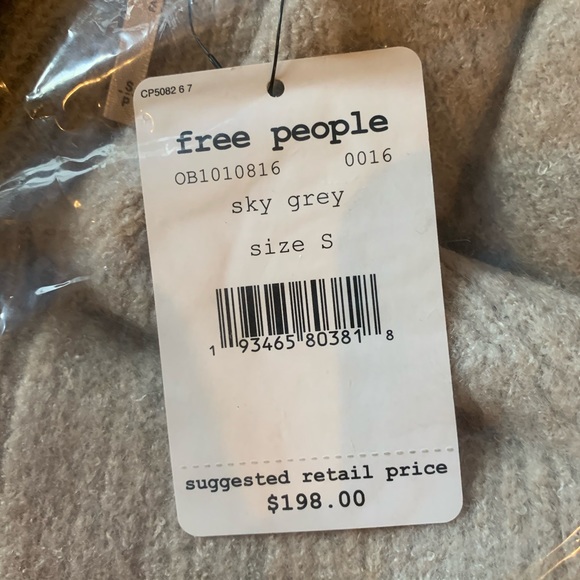 CP5082 6 7
free people
OB1010816 0016
sky grey
size S
1 93465 80381 8
suggested retail price
$198.00